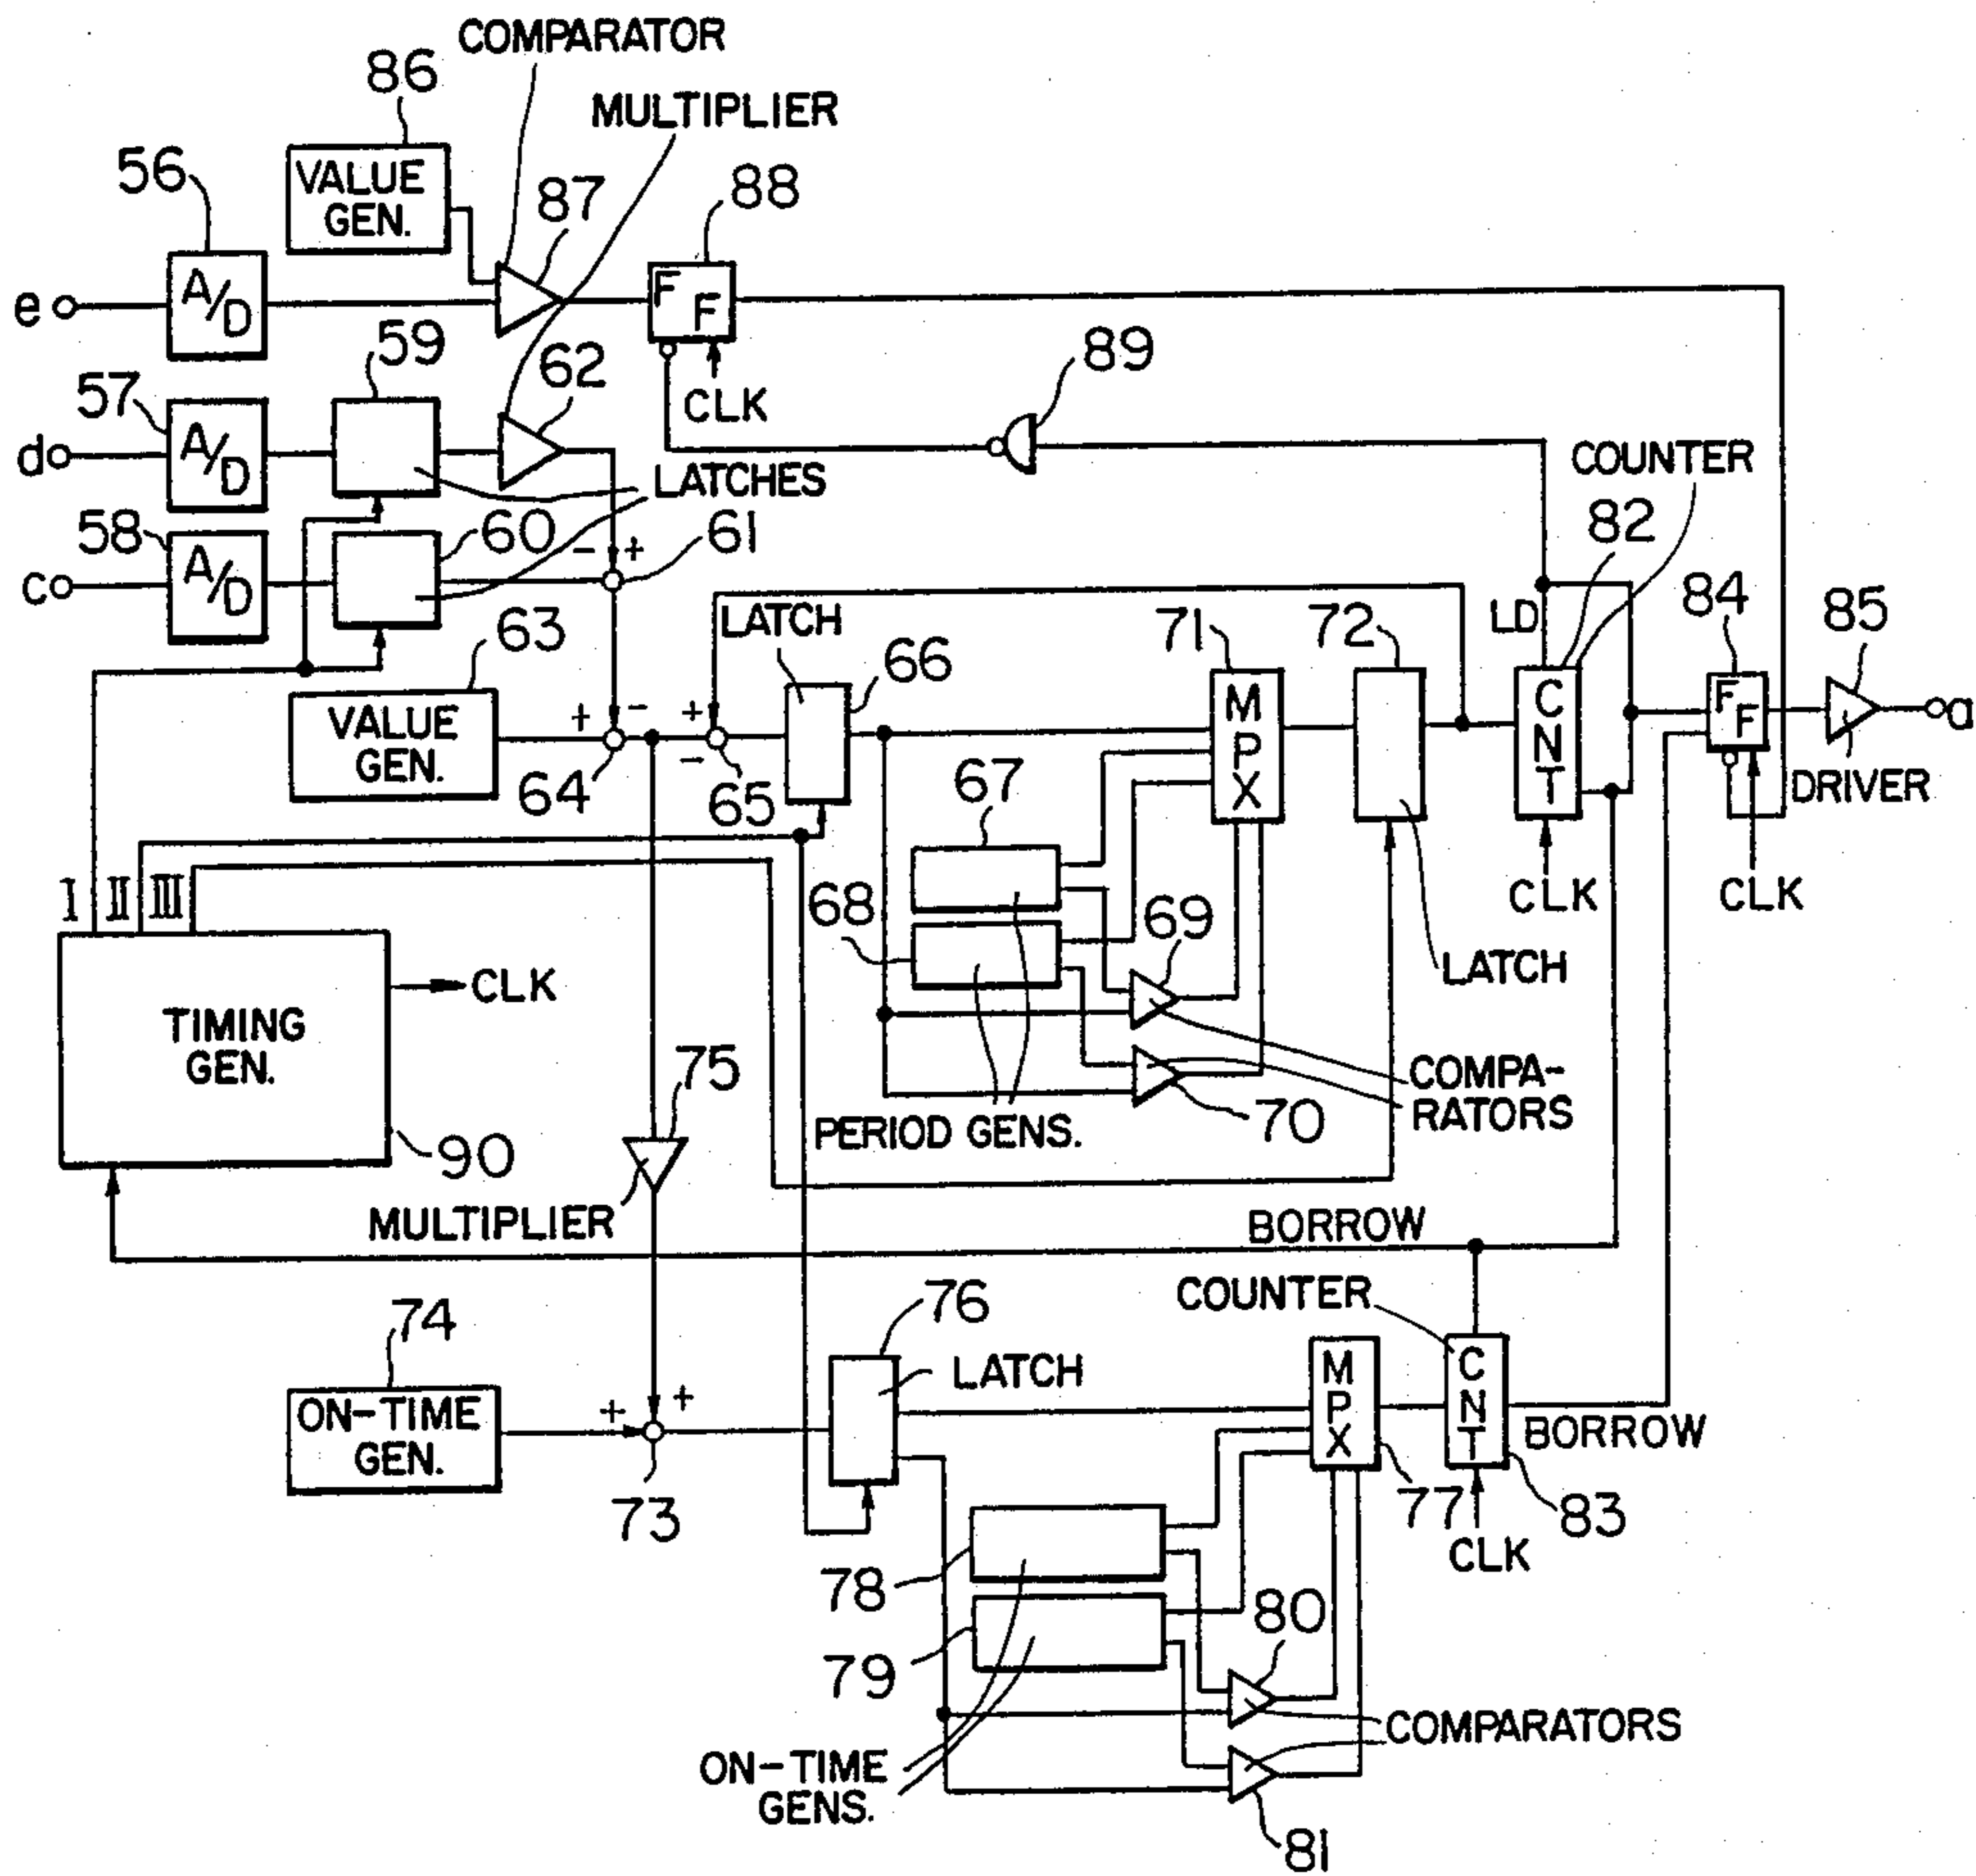 COMPARATOR
86
MULTIPLIER
56
VALUE
GEN.
87
88
e
A/D
F
F
59
62
89
CLK
57
d
A/D
LATCHES
COUNTER
58
60
- +
61
82
c
A/D
63
LATCH
71
72
LD
84
85
66
VALUE
GEN.
+ -
+
M
P
X
C
N
T
F
F
a
64
-
65
67
DRIVER
I II III
68
69
CLK
CLK
LATCH
CLK
TIMING
GEN.
75
COMPA-
RATORS
70
PERIOD GENS.
90
MULTIPLIER
BORROW
COUNTER
74
76
LATCH
M
P
X
C
N
T
ON-TIME
GEN.
+ +
BORROW
73
77
83
CLK
78
80
79
COMPARATORS
ON-TIME
GENS.
81